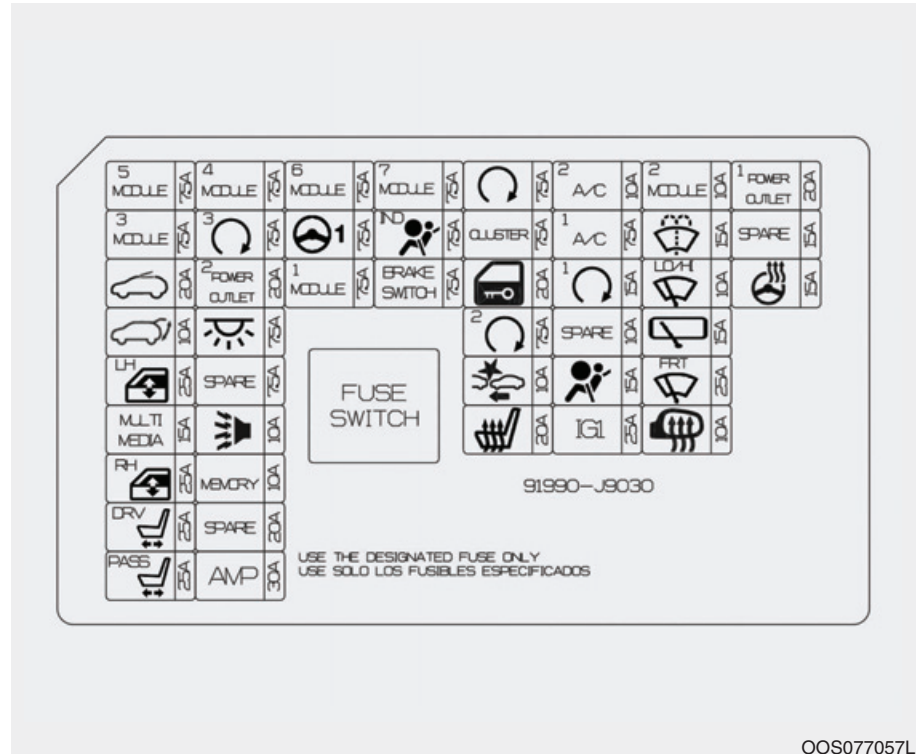 5 MODULE 7.5A 4 MODULE 7.5A 6 MODULE 7.5A 7 MODULE 7.5A 7.5A 2 A/C 10A 2 MODULE 10A 1 POWER OUTLET 20A
3 MODULE 7.5A 3 7.5A 1 7.5A IND 7.5A CLUSTER 7.5A 1 A/C 7.5A 15A SPARE 15A
20A 2 POWER OUTLET 20A 1 MODULE 7.5A BRAKE SWITCH 7.5A 20A 1 15A LO/HI 10A 15A
10A 7.5A 2 7.5A SPARE 10A 15A
LH 25A SPARE 7.5A 10A 15A FRT 25A
FUSE
SWITCH
MULTI MEDIA 15A 10A 20A IG1 25A 10A
RH 25A MEMORY 10A
91990-J9030
DRV 25A SPARE 20A
PASS 25A AMP 30A
USE THE DESIGNATED FUSE ONLY
USE SOLO LOS FUSIBLES ESPECIFICADOS
OOS077057L